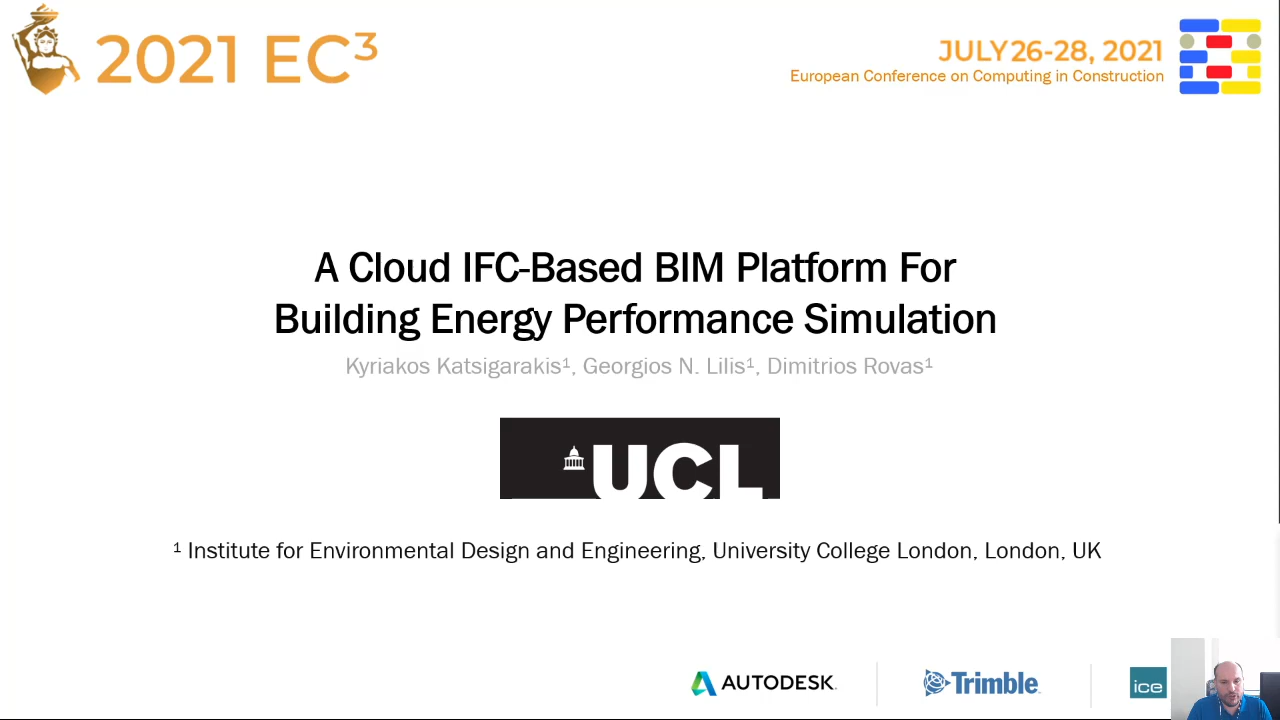 2021 EC³
JULY 26-28, 2021
European Conference on Computing in Construction
A Cloud IFC-Based BIM Platform For
Building Energy Performance Simulation
Kyriakos Katsigarakis¹, Georgios N. Lilis¹, Dimitrios Rovas¹
UCL
¹ Institute for Environmental Design and Engineering, University College London, London, UK
AUTODESK
Trimble
ice